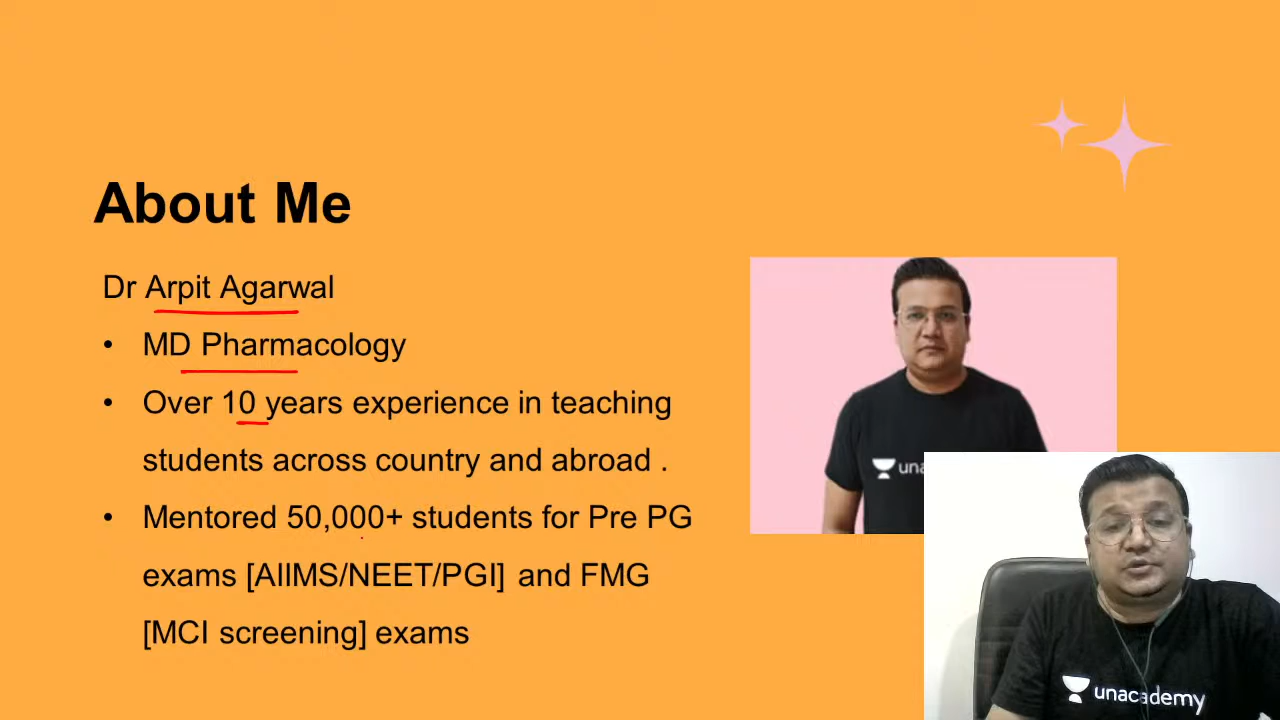 About Me
Dr Arpit Agarwal
• MD Pharmacology
• Over 10 years experience in teaching
students across country and abroad .
• Mentored 50,000+ students for Pre PG
exams [AIIMS/NEET/PGI] and FMG
[MCI screening] exams
una
unacademy